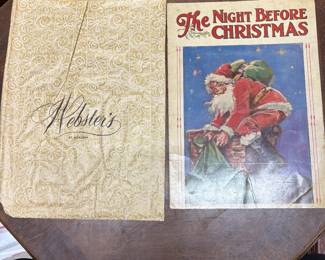 Webster's
The NIGHT BEFORE
CHRISTMAS